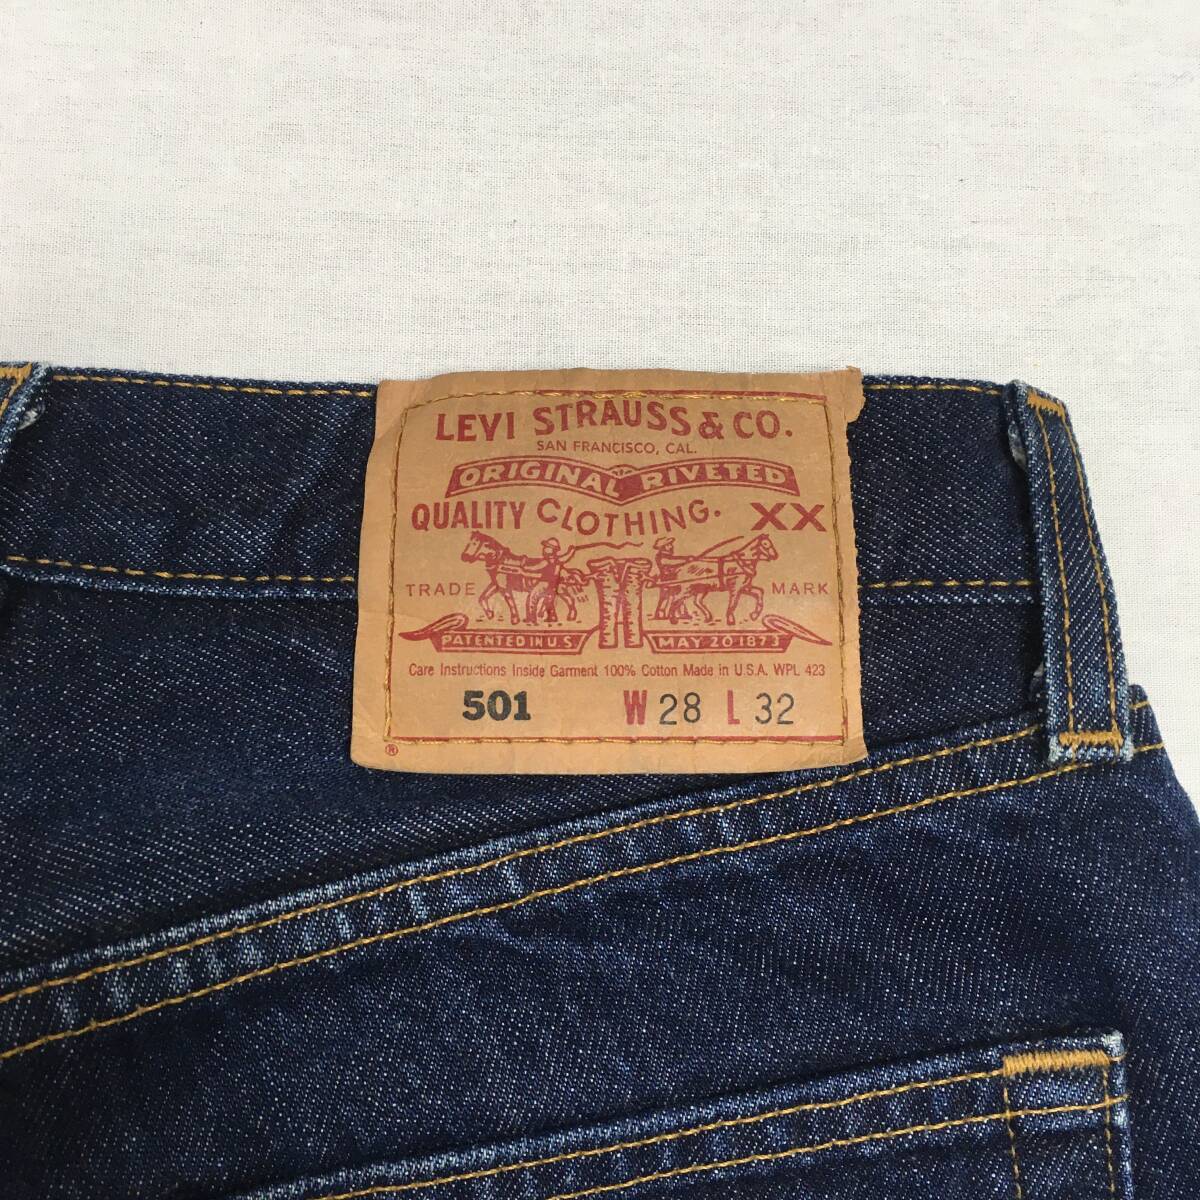 LEVI STRAUSS & CO.
SAN FRANCISCO, CAL.
ORIGINAL RIVETED
QUALITY CLOTHING. XX
TRADE MARK
PATENTED IN U.S MAY 20 1873
Care Instructions Inside Garment 100% Cotton Made in U.S.A. WPL 423
501 W 28 L 32
®